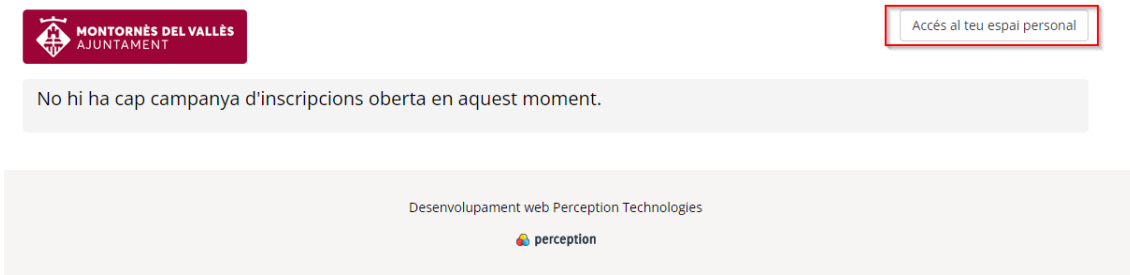 MONTORNÈS DEL VALLÈS
AJUNTAMENT
Accés al teu espai personal
No hi ha cap campanya d'inscripcions oberta en aquest moment.
Desenvolupament web Perception Technologies
perception